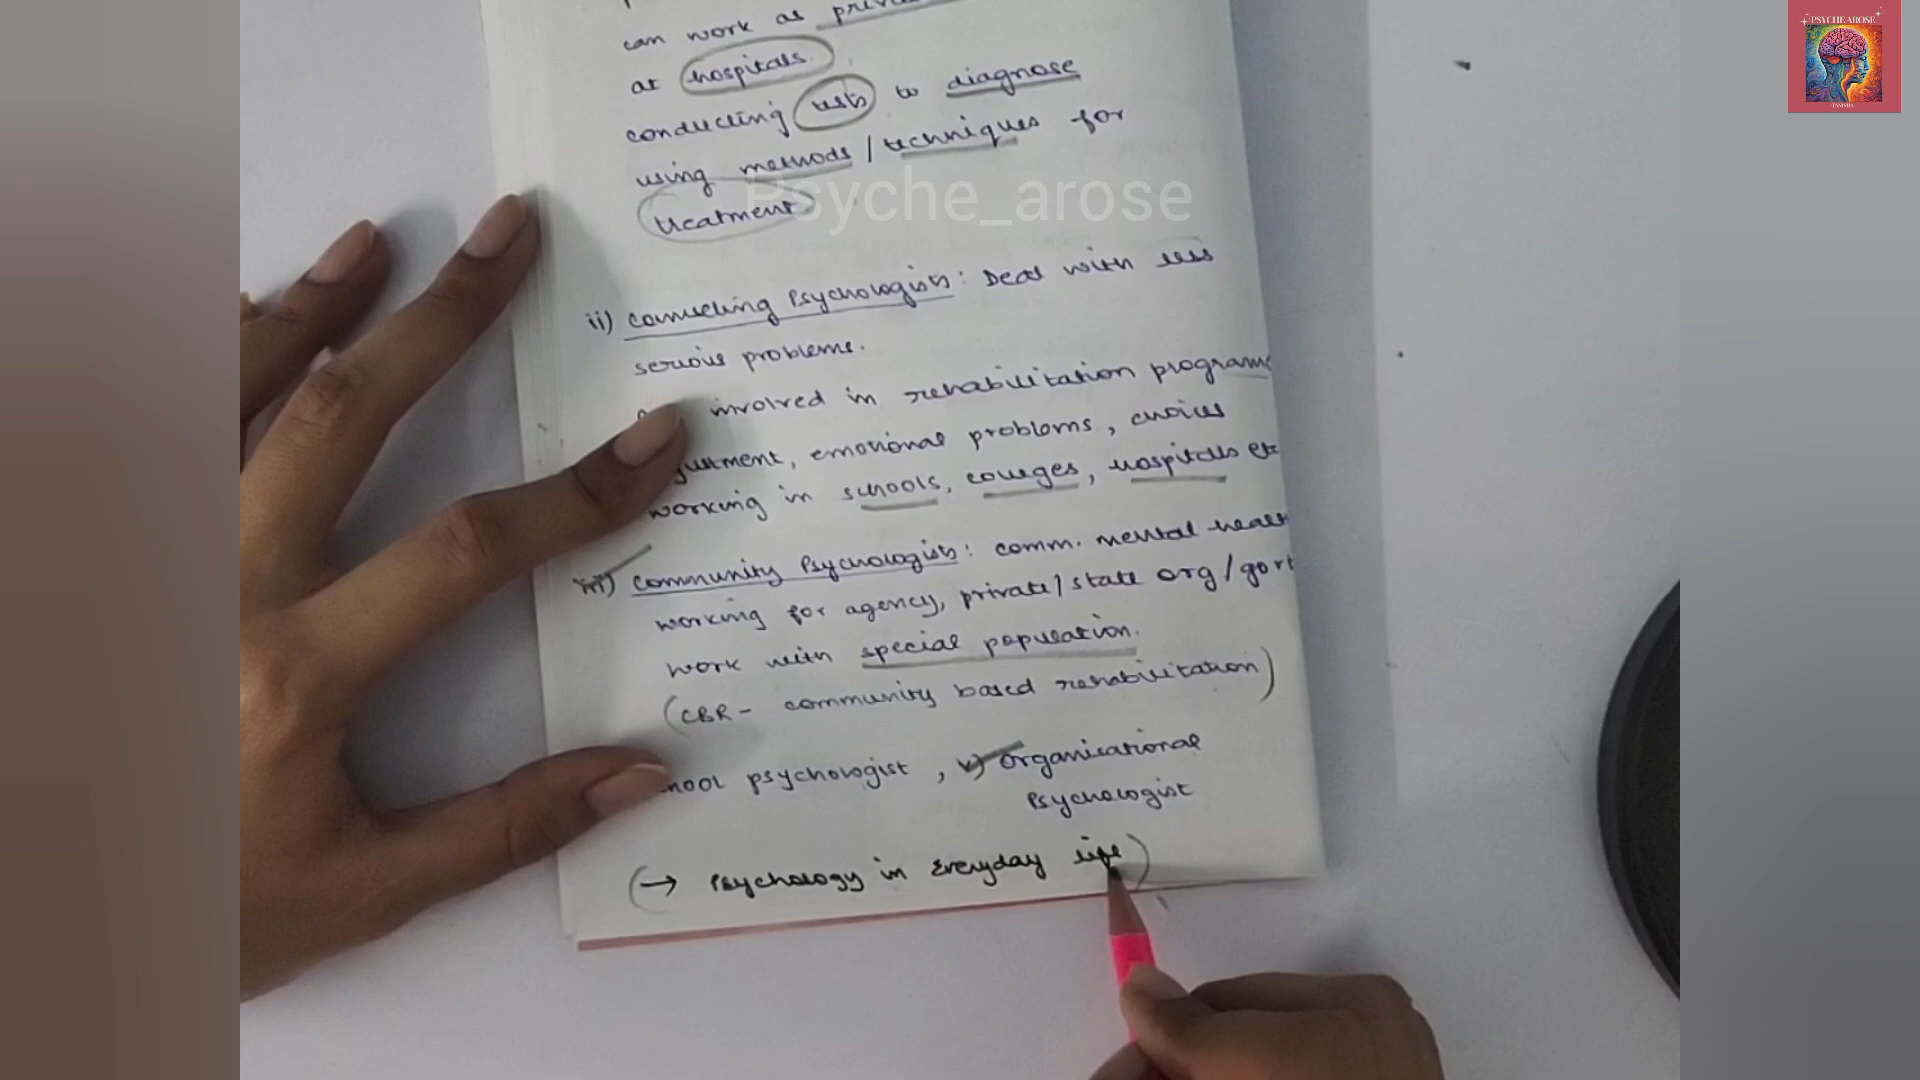 can work as
at hospitals.
conducting tests to diagnose
using methods / techniques for
treatment.
Psyche_arose
ii) Counselling Psychologists: Deal with less
serious problems.
involved in rehabilitation programs
emotional problems, choices
working in schools, colleges, hospitals etc
iii) Community Psychologists: comm. mental
working for agency, private/state org/govt
work with special population.
(CBR - community based rehabilitation)
psychologist, v) Organisational
Psychologist
(→ Psychology in Everyday life)
PSYCHE AROSE